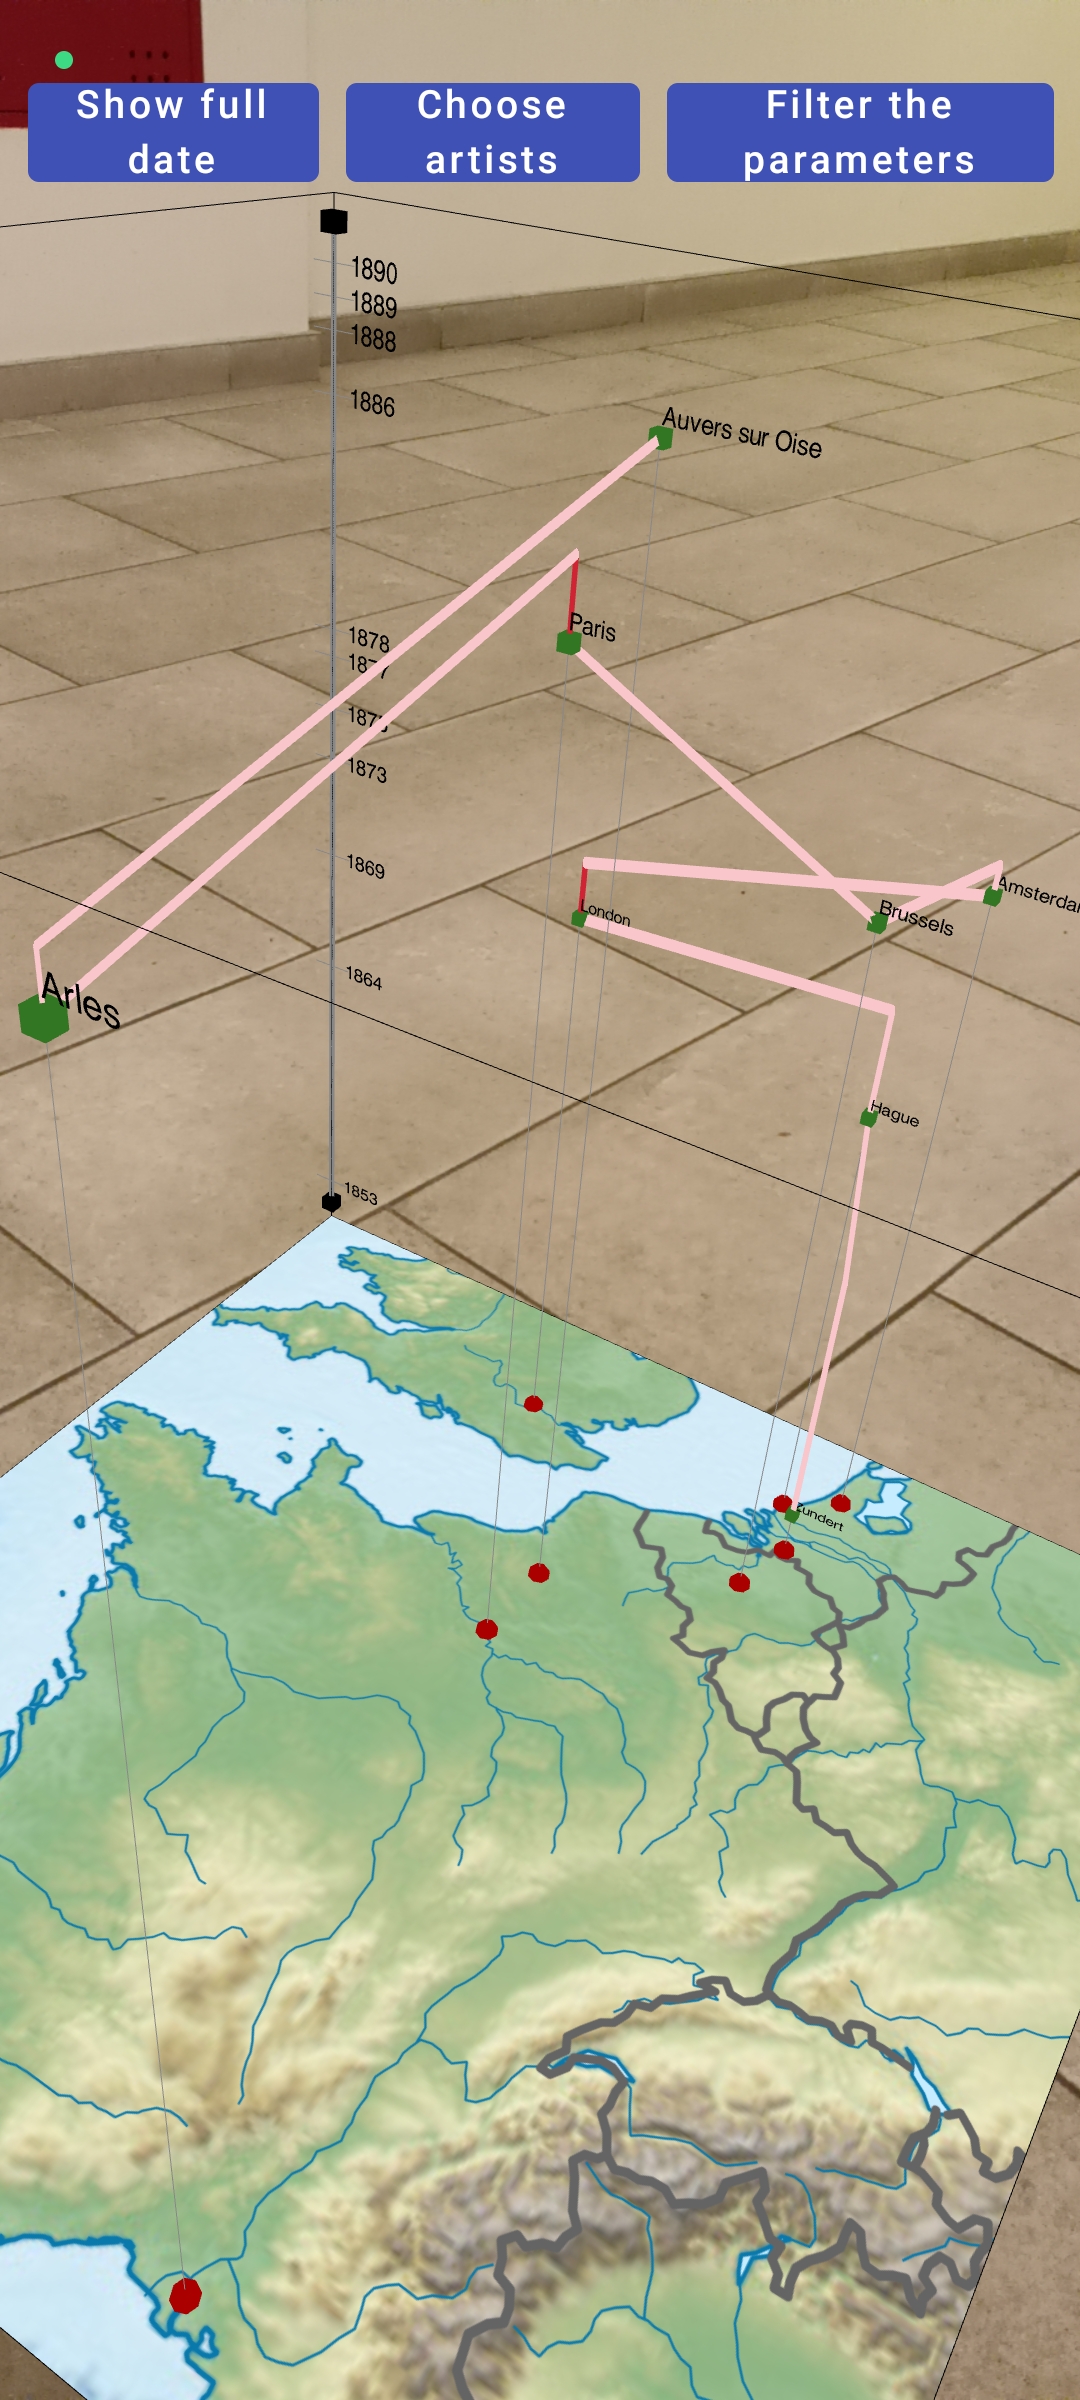 Show full
date
Choose
artists
Filter the
parameters
1890
1889
1888
1886
Auvers sur Oise
Paris
1878
1877
1873
1869
London
Brussels
Arles
1864
Hague
1853
Zundert